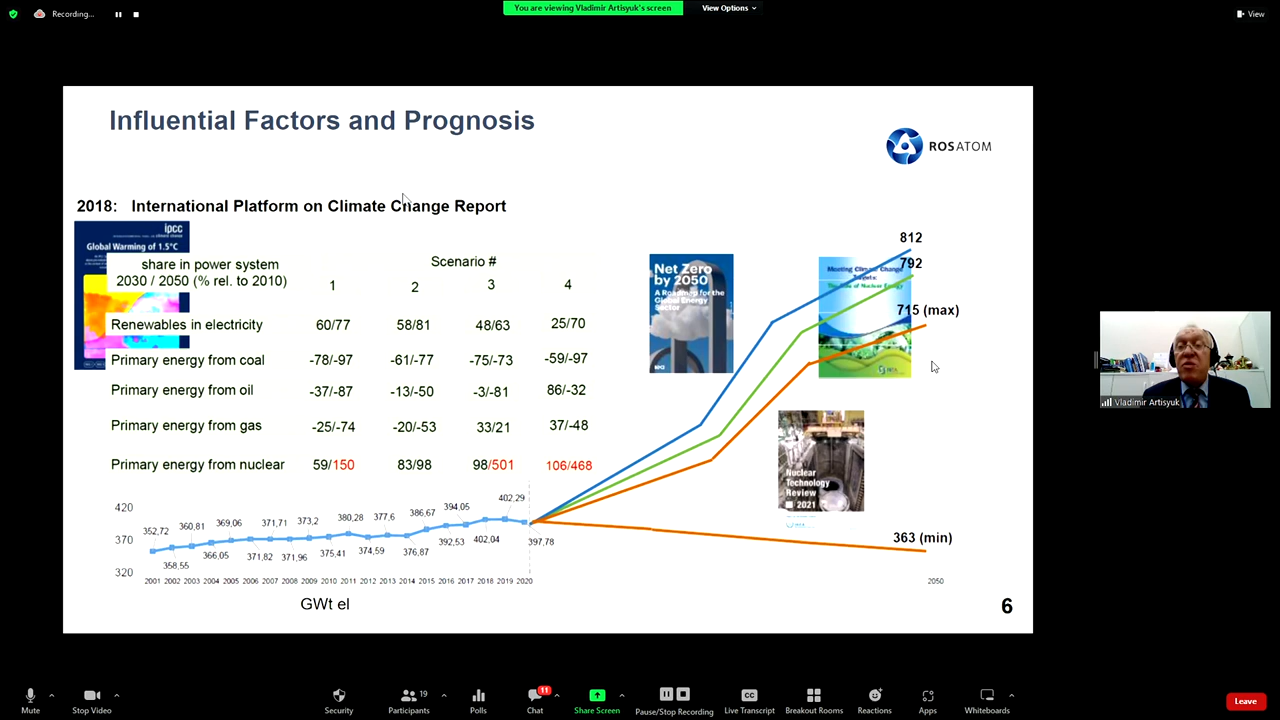 Recording...
You are viewing Vladimir Artisyuk's screen
View Options
View
Influential Factors and Prognosis
ROSATOM
2018: International Platform on Climate Change Report
ipcc
Global Warming of 1.5°C
share in power system
2030 / 2050 (% rel. to 2010)
Scenario #
1 2 3 4
Renewables in electricity 60/77 58/81 48/63 25/70
Primary energy from coal -78/-97 -61/-77 -75/-73 -59/-97
Primary energy from oil -37/-87 -13/-50 -3/-81 86/-32
Primary energy from gas -25/-74 -20/-53 33/21 37/-48
Primary energy from nuclear 59/150 83/98 98/501 106/468
Net Zero
by 2050
A Roadmap for the
Global Energy
Sector
812
792
Meeting Climate Change
Targets:
The Role of Nuclear Energy
715 (max)
Nuclear
Technology
Review
2021
363 (min)
420
370
320
352,72
358,55
360,81
366,05
369,06
371,82
371,71
371,96
373,2
375,41
380,28
374,59
377,6
376,87
386,67
392,53
394,05
402,04
402,29
397,78
2001 2002 2003 2004 2005 2006 2007 2008 2009 2010 2011 2012 2013 2014 2015 2016 2017 2018 2019 2020
2050
GWt el
6
Vladimir Artisyuk
19
11
Mute
Stop Video
Security
Participants
Polls
Chat
Share Screen
Pause/Stop Recording
CC
Live Transcript
Breakout Rooms
Reactions
Apps
Whiteboards
Leave